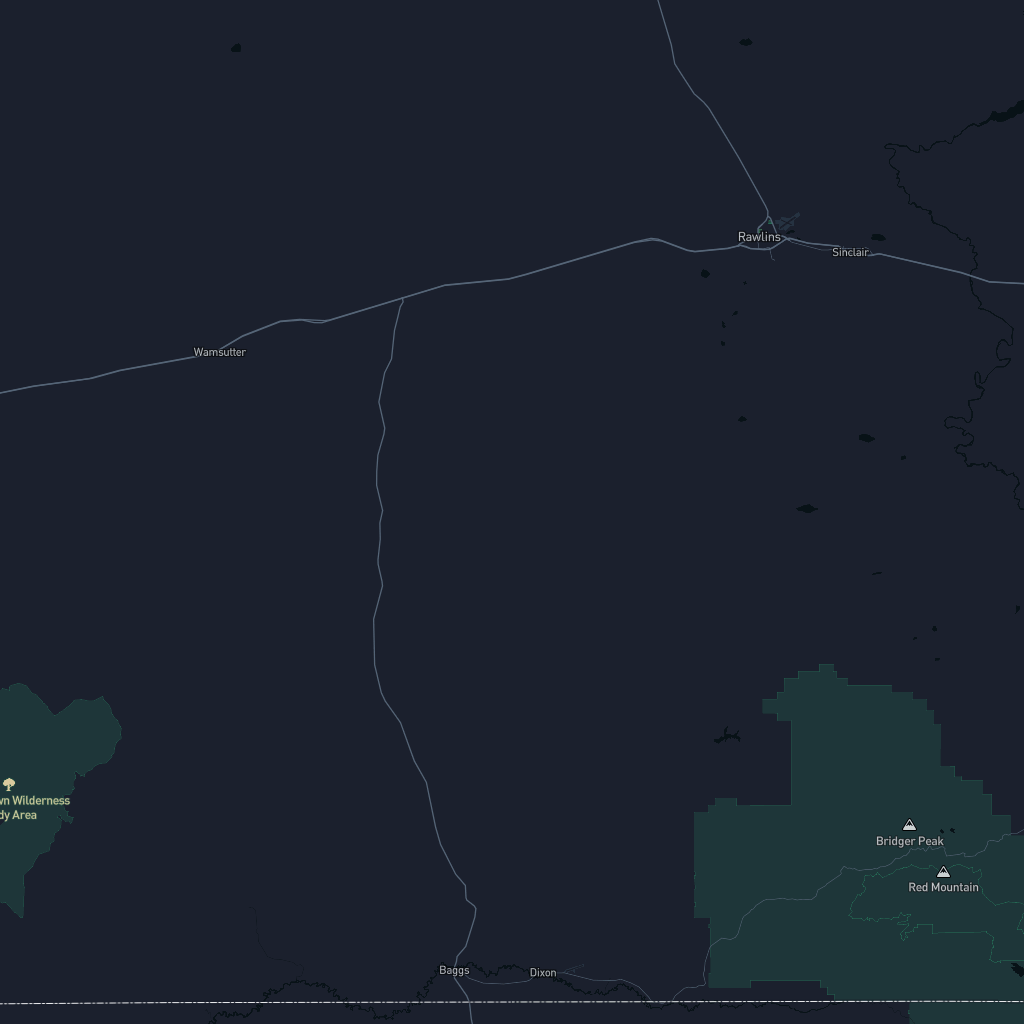 Rawlins
Sinclair
Wamsutter
wn Wilderness
dy Area
Bridger Peak
Red Mountain
Baggs
Dixon